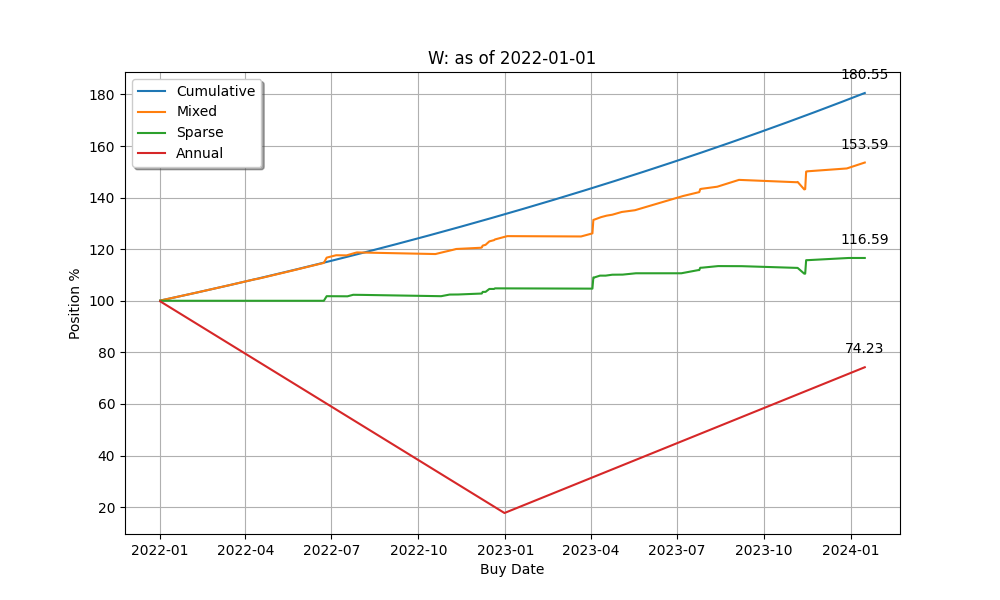 W: as of 2022-01-01
Cumulative
Mixed
Sparse
Annual
180.55
153.59
116.59
74.23
Position %
180
160
140
120
100
80
60
40
20
2022-01 2022-04 2022-07 2022-10 2023-01 2023-04 2023-07 2023-10 2024-01
Buy Date